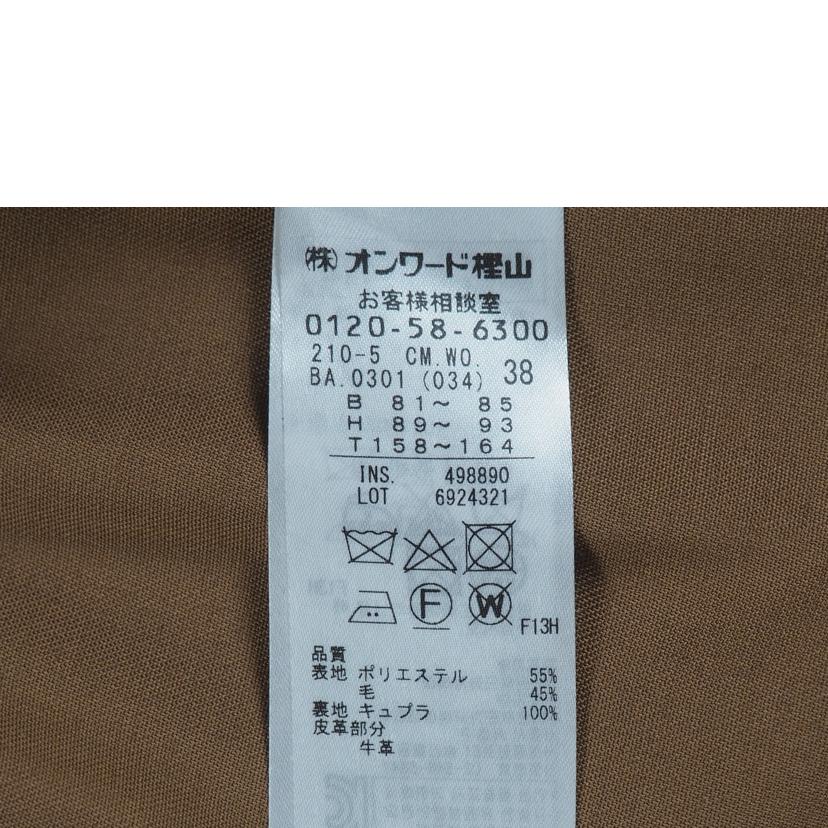 ㈱オンワード樫山
お客様相談室
0120-58-6300
210-5 CM.WO.
BA.0301 (034) 38
B 81〜 85
H 89〜 93
T158〜164
INS. 498890
LOT 6924321
F
W
F13H
品質
表地 ポリエステル 55%
毛 45%
裏地 キュプラ 100%
皮革部分
牛革